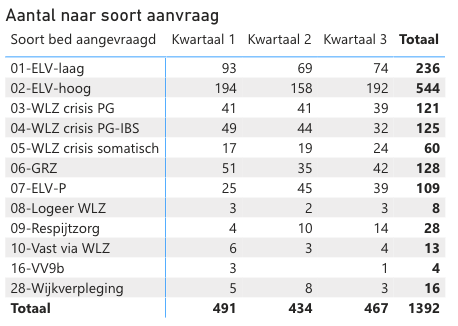 Aantal naar soort aanvraag
Soort bed aangevraagd Kwartaal 1 Kwartaal 2 Kwartaal 3 Totaal
01-ELV-laag 93 69 74 236
02-ELV-hoog 194 158 192 544
03-WLZ crisis PG 41 41 39 121
04-WLZ crisis PG-IBS 49 44 32 125
05-WLZ crisis somatisch 17 19 24 60
06-GRZ 51 35 42 128
07-ELV-P 25 45 39 109
08-Logeer WLZ 3 2 3 8
09-Respijtzorg 4 10 14 28
10-Vast via WLZ 6 3 4 13
16-VV9b 3 1 4
28-Wijkverpleging 5 8 3 16
Totaal 491 434 467 1392